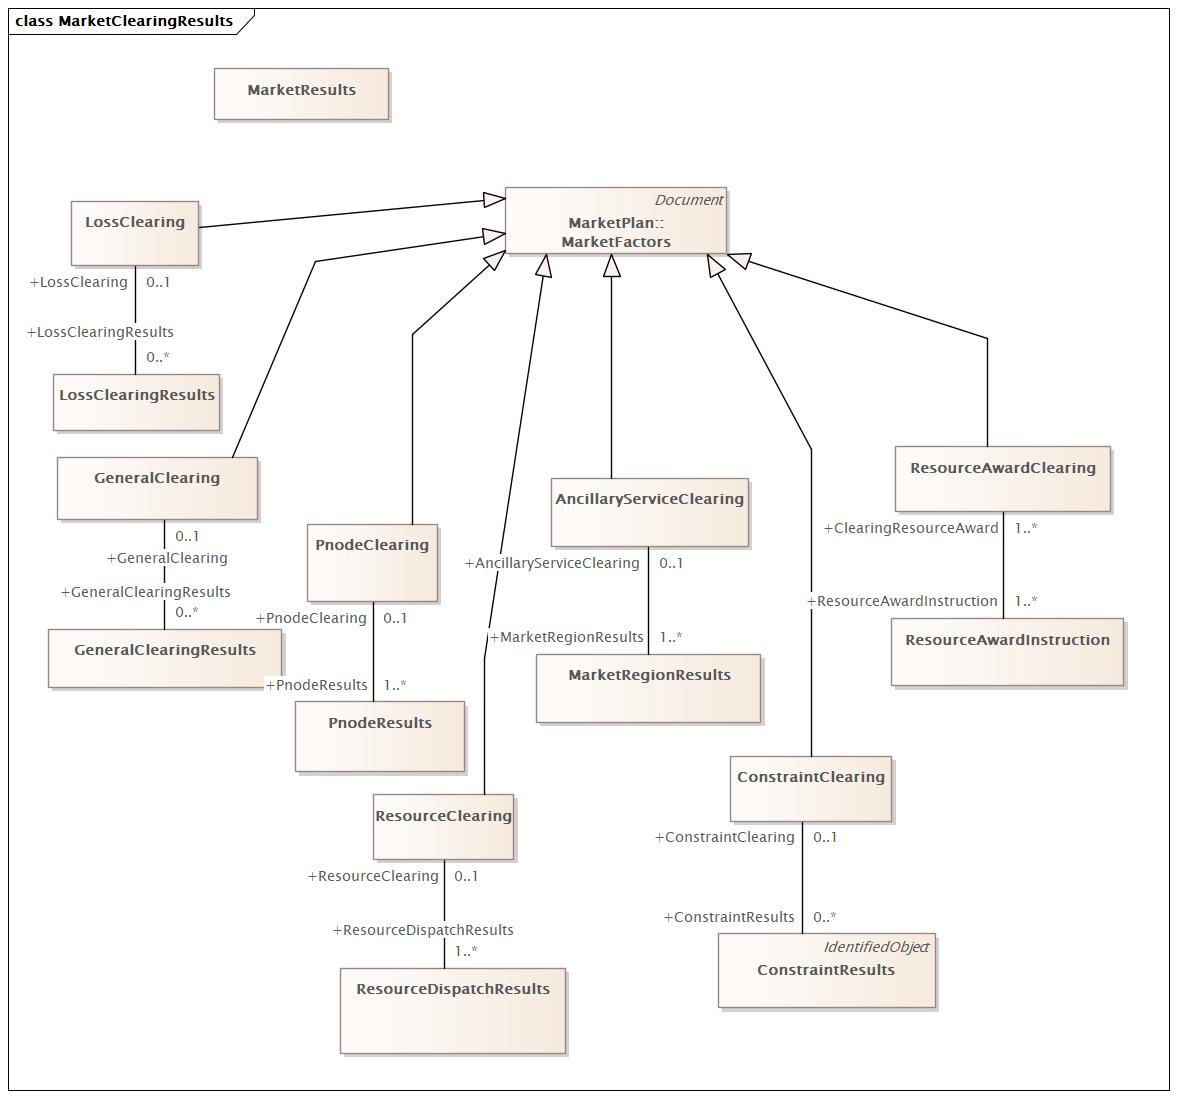 class MarketClearingResults
MarketResults
Document
MarketPlan::
MarketFactors
LossClearing
+LossClearing 0..1
+LossClearingResults
0..*
LossClearingResults
GeneralClearing
0..1
+GeneralClearing
+GeneralClearingResults
0..*
GeneralClearingResults
PnodeClearing
+PnodeClearing 0..1
+PnodeResults 1..*
PnodeResults
ResourceClearing
+ResourceClearing 0..1
+ResourceDispatchResults
1..*
ResourceDispatchResults
AncillaryServiceClearing
+AncillaryServiceClearing 0..1
+MarketRegionResults 1..*
MarketRegionResults
ConstraintClearing
+ConstraintClearing 0..1
+ConstraintResults 0..*
IdentifiedObject
ConstraintResults
ResourceAwardClearing
+ClearingResourceAward 1..*
+ResourceAwardInstruction 1..*
ResourceAwardInstruction